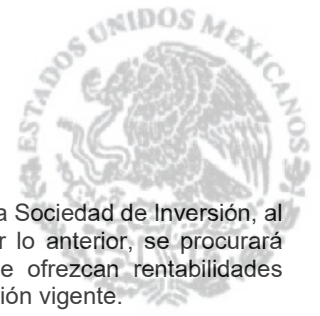 ESTADOS UNIDOS MEXICANOS
a Sociedad de Inversión, al
r lo anterior, se procurará
e ofrezcan rentabilidades
ión vigente.